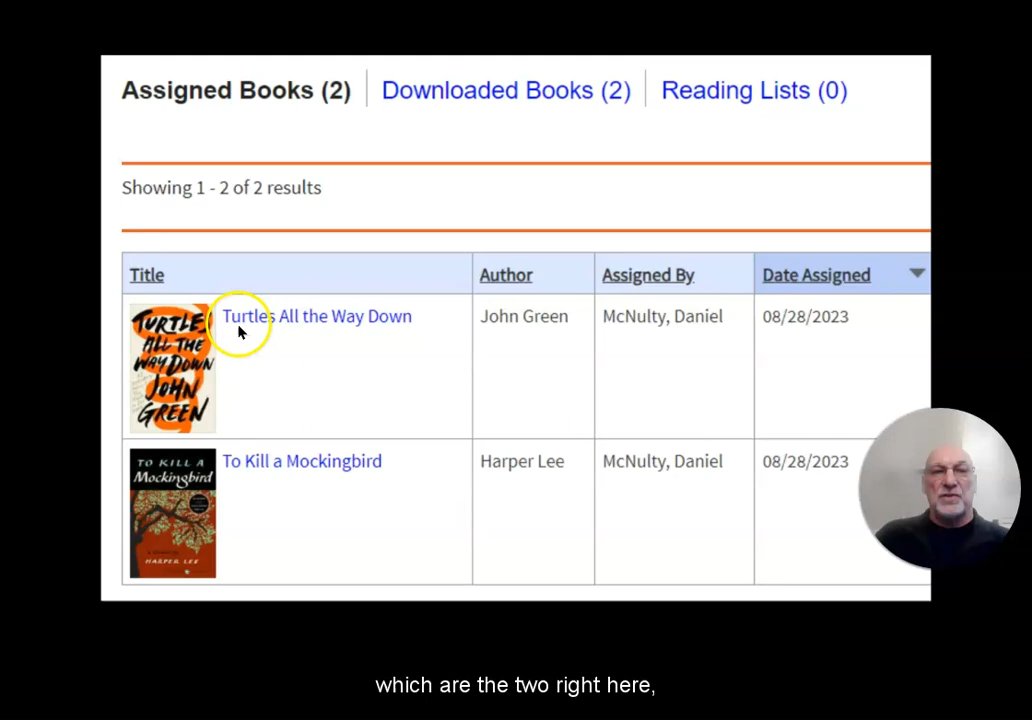 Assigned Books (2) Downloaded Books (2) Reading Lists (0)
Showing 1 - 2 of 2 results
Title Author Assigned By Date Assigned
TURTLES
ALL THE
WAY DOWN
JOHN
GREEN
Turtles All the Way Down John Green McNulty, Daniel 08/28/2023
TO KILL A
Mockingbird
HARPER LEE
To Kill a Mockingbird Harper Lee McNulty, Daniel 08/28/2023
which are the two right here,